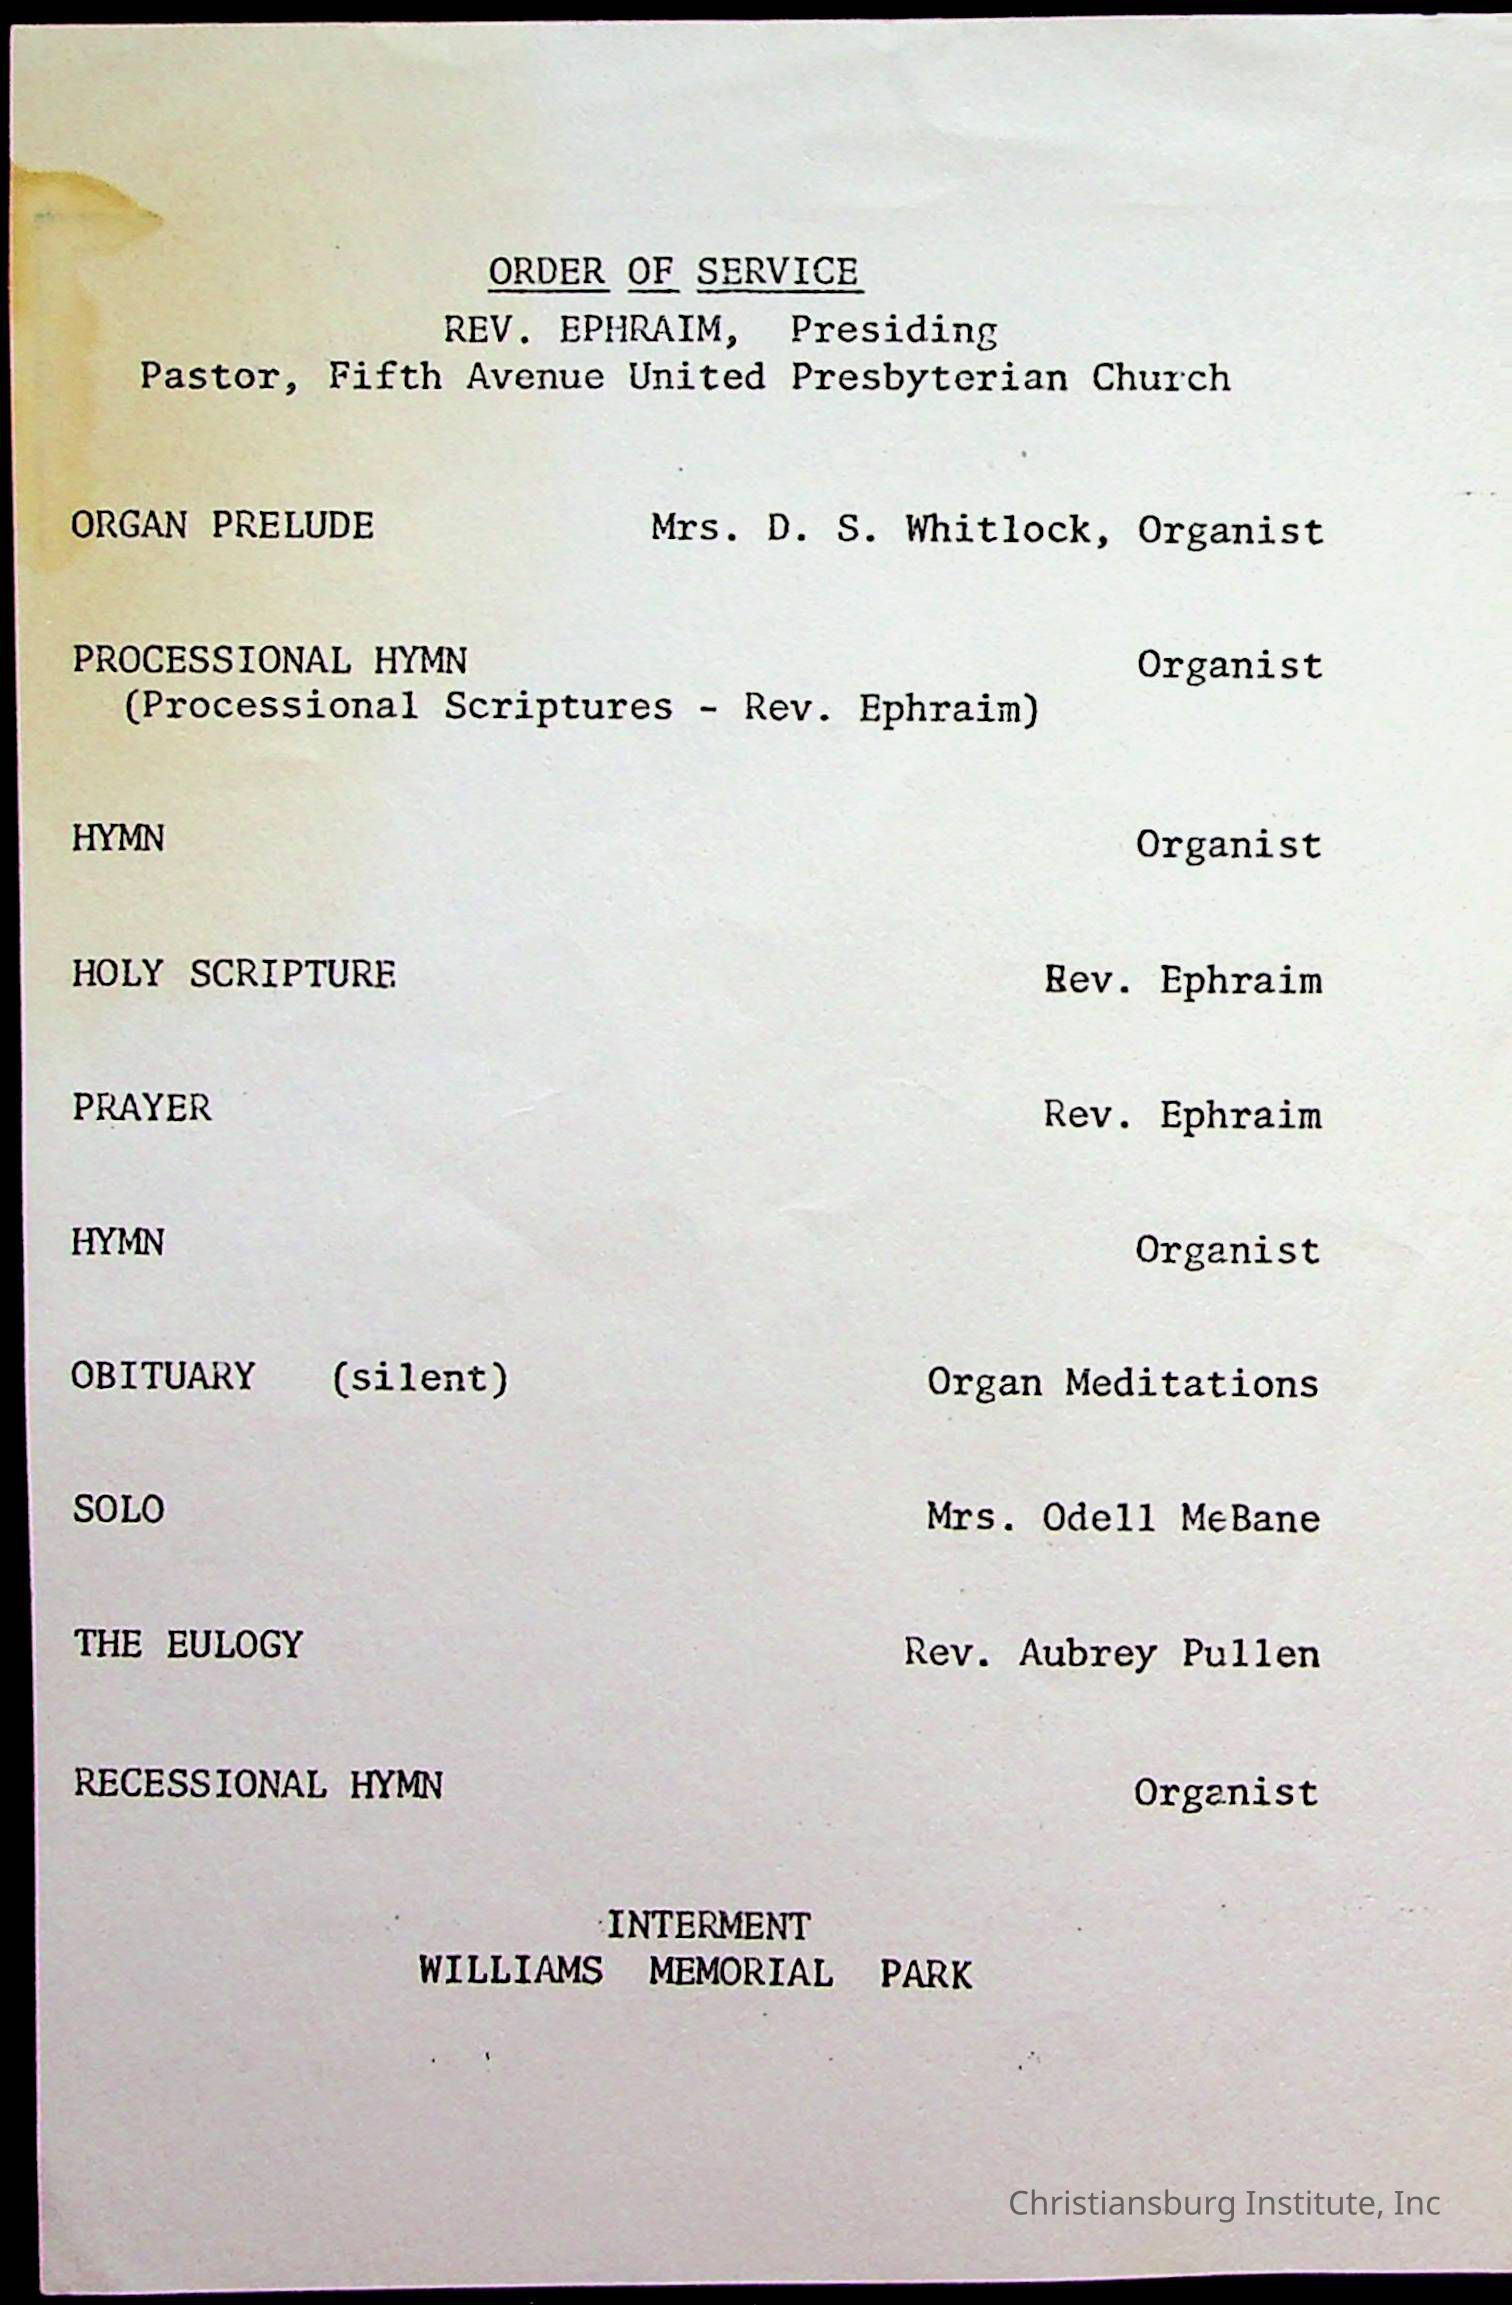 ORDER OF SERVICE
REV. EPHRAIM, Presiding
Pastor, Fifth Avenue United Presbyterian Church
ORGAN PRELUDE Mrs. D. S. Whitlock, Organist
PROCESSIONAL HYMN Organist
(Processional Scriptures - Rev. Ephraim)
HYMN Organist
HOLY SCRIPTURE Rev. Ephraim
PRAYER Rev. Ephraim
HYMN Organist
OBITUARY (silent) Organ Meditations
SOLO Mrs. Odell McBane
THE EULOGY Rev. Aubrey Pullen
RECESSIONAL HYMN Organist
INTERMENT
WILLIAMS MEMORIAL PARK
Christiansburg Institute, Inc